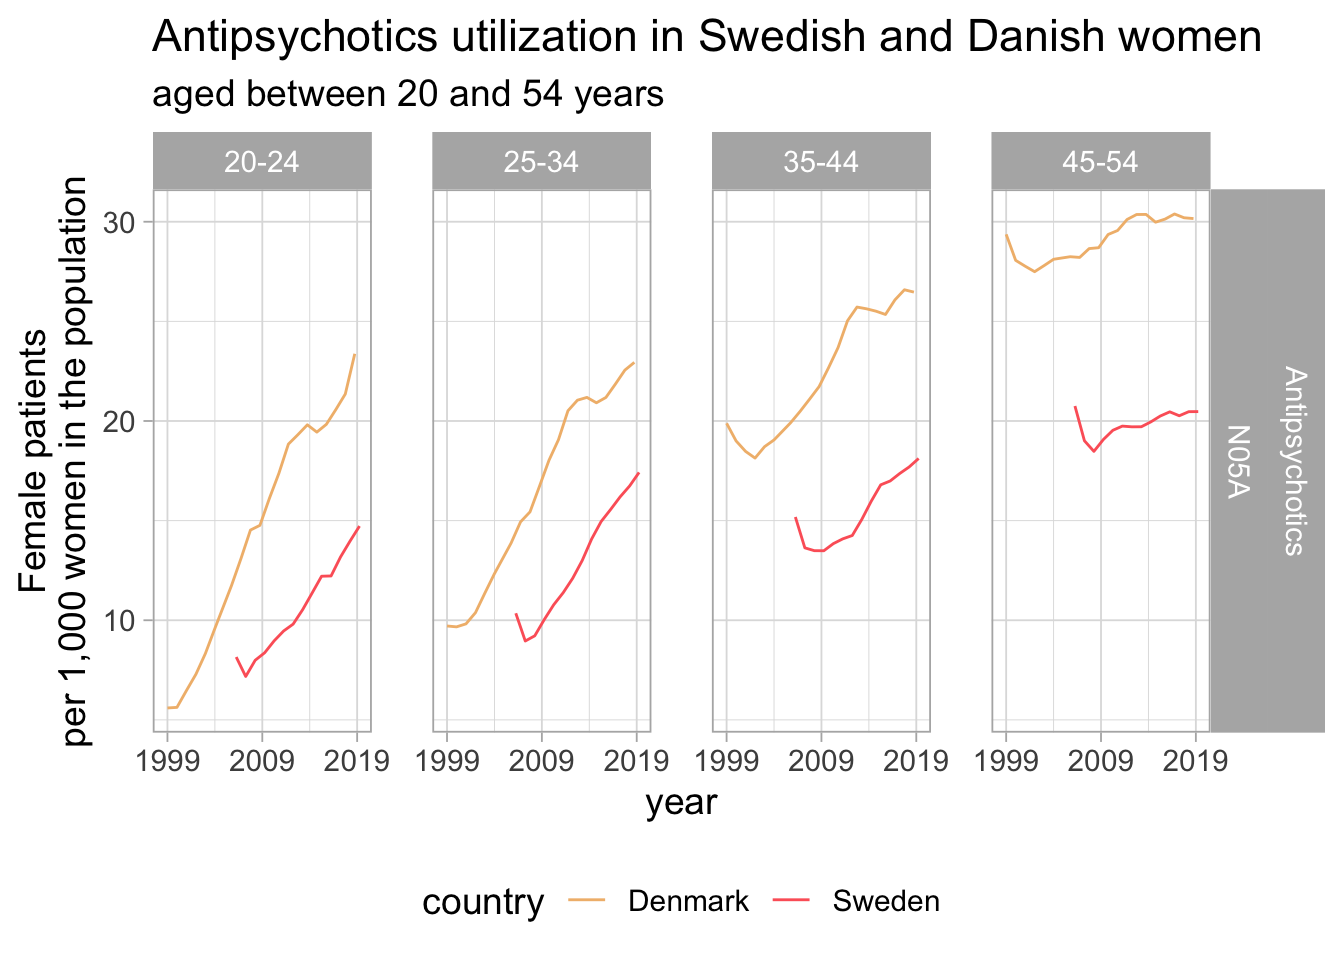 Antipsychotics utilization in Swedish and Danish women
aged between 20 and 54 years
20-24
25-34
35-44
45-54
Female patients
per 1,000 women in the population
30
20
10
Antipsychotics
N05A
1999 2009 2019
1999 2009 2019
1999 2009 2019
1999 2009 2019
year
country Denmark Sweden